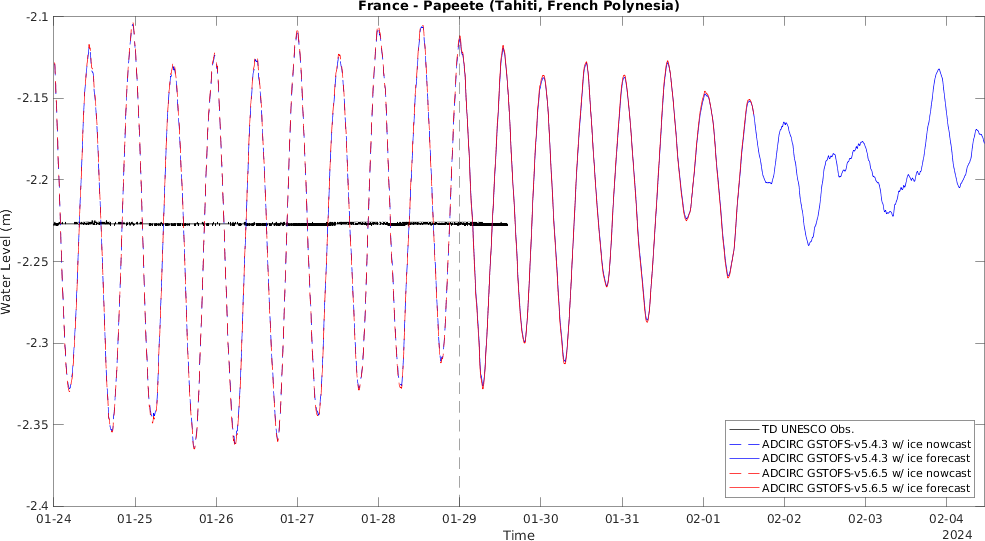 France - Papeete (Tahiti, French Polynesia)
-2.1
-2.15
-2.2
-2.25
-2.3
-2.35
-2.4
Water Level (m)
TD UNESCO Obs.
ADCIRC GSTOFS-v5.4.3 w/ ice nowcast
ADCIRC GSTOFS-v5.4.3 w/ ice forecast
ADCIRC GSTOFS-v5.6.5 w/ ice nowcast
ADCIRC GSTOFS-v5.6.5 w/ ice forecast
01-24 01-25 01-26 01-27 01-28 01-29 01-30 01-31 02-01 02-02 02-03 02-04
Time
2024